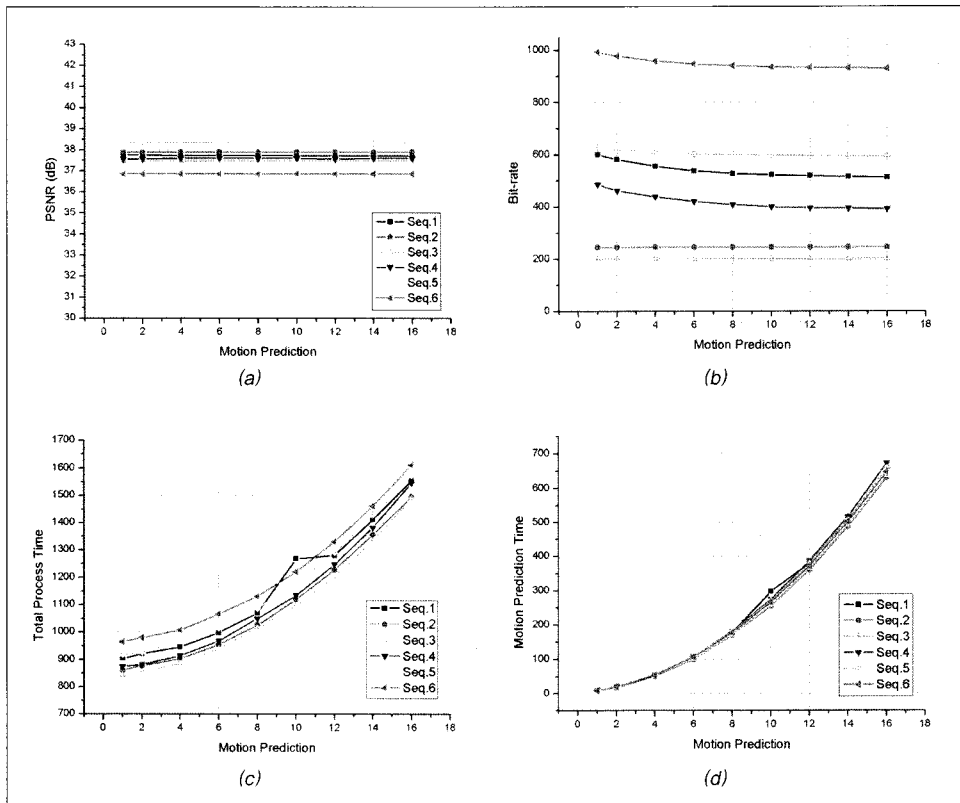 43
42
41
40
39
38
37
36
35
34
33
32
31
30
PSNR (dB)
Seq.1
Seq.2
Seq.3
Seq.4
Seq.5
Seq.6
0 2 4 6 8 10 12 14 16 18
Motion Prediction
(a)
1000
800
600
400
200
0
Bit-rate
0 2 4 6 8 10 12 14 16 18
Motion Prediction
(b)
1700
1600
1500
1400
1300
1200
1100
1000
900
800
700
Total Process Time
Seq.1
Seq.2
Seq.3
Seq.4
Seq.5
Seq.6
0 2 4 6 8 10 12 14 16 18
Motion Prediction
(c)
700
600
500
400
300
200
100
0
Motion Prediction Time
Seq.1
Seq.2
Seq.3
Seq.4
Seq.5
Seq.6
0 2 4 6 8 10 12 14 16 18
Motion Prediction
(d)